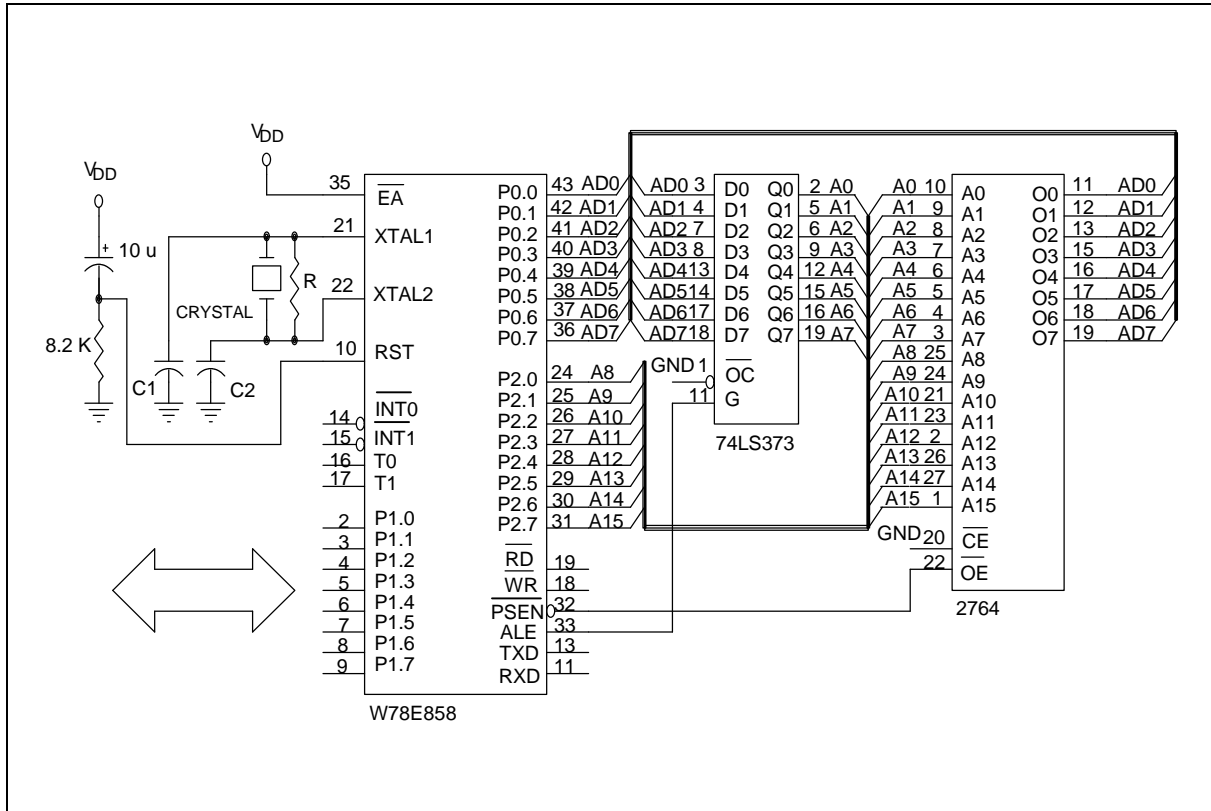 VDD
10 u
8.2 K
VDD
CRYSTAL
R
C1
C2
35 EA
21 XTAL1
22 XTAL2
10 RST
14 INT0
15 INT1
16 T0
17 T1
2 P1.0
3 P1.1
4 P1.2
5 P1.3
6 P1.4
7 P1.5
8 P1.6
9 P1.7
P0.0 43 AD0
P0.1 42 AD1
P0.2 41 AD2
P0.3 40 AD3
P0.4 39 AD4
P0.5 38 AD5
P0.6 37 AD6
P0.7 36 AD7
P2.0 24 A8
P2.1 25 A9
P2.2 26 A10
P2.3 27 A11
P2.4 28 A12
P2.5 29 A13
P2.6 30 A14
P2.7 31 A15
RD 19
WR 18
PSEN 32
ALE 33
TXD 13
RXD 11
W78E858
AD0 3 D0 Q0 2 A0
AD1 4 D1 Q1 5 A1
AD2 7 D2 Q2 6 A2
AD3 8 D3 Q3 9 A3
AD4 13 D4 Q4 12 A4
AD5 14 D5 Q5 15 A5
AD6 17 D6 Q6 16 A6
AD7 18 D7 Q7 19 A7
GND 1 OC
11 G
74LS373
A0 10 A0 O0 11 AD0
A1 9 A1 O1 12 AD1
A2 8 A2 O2 13 AD2
A3 7 A3 O3 15 AD3
A4 6 A4 O4 16 AD4
A5 5 A5 O5 17 AD5
A6 4 A6 O6 18 AD6
A7 3 A7 O7 19 AD7
A8 25 A8
A9 24 A9
A10 21 A10
A11 23 A11
A12 2 A12
A13 26 A13
A14 27 A14
A15 1 A15
GND 20 CE
22 OE
2764